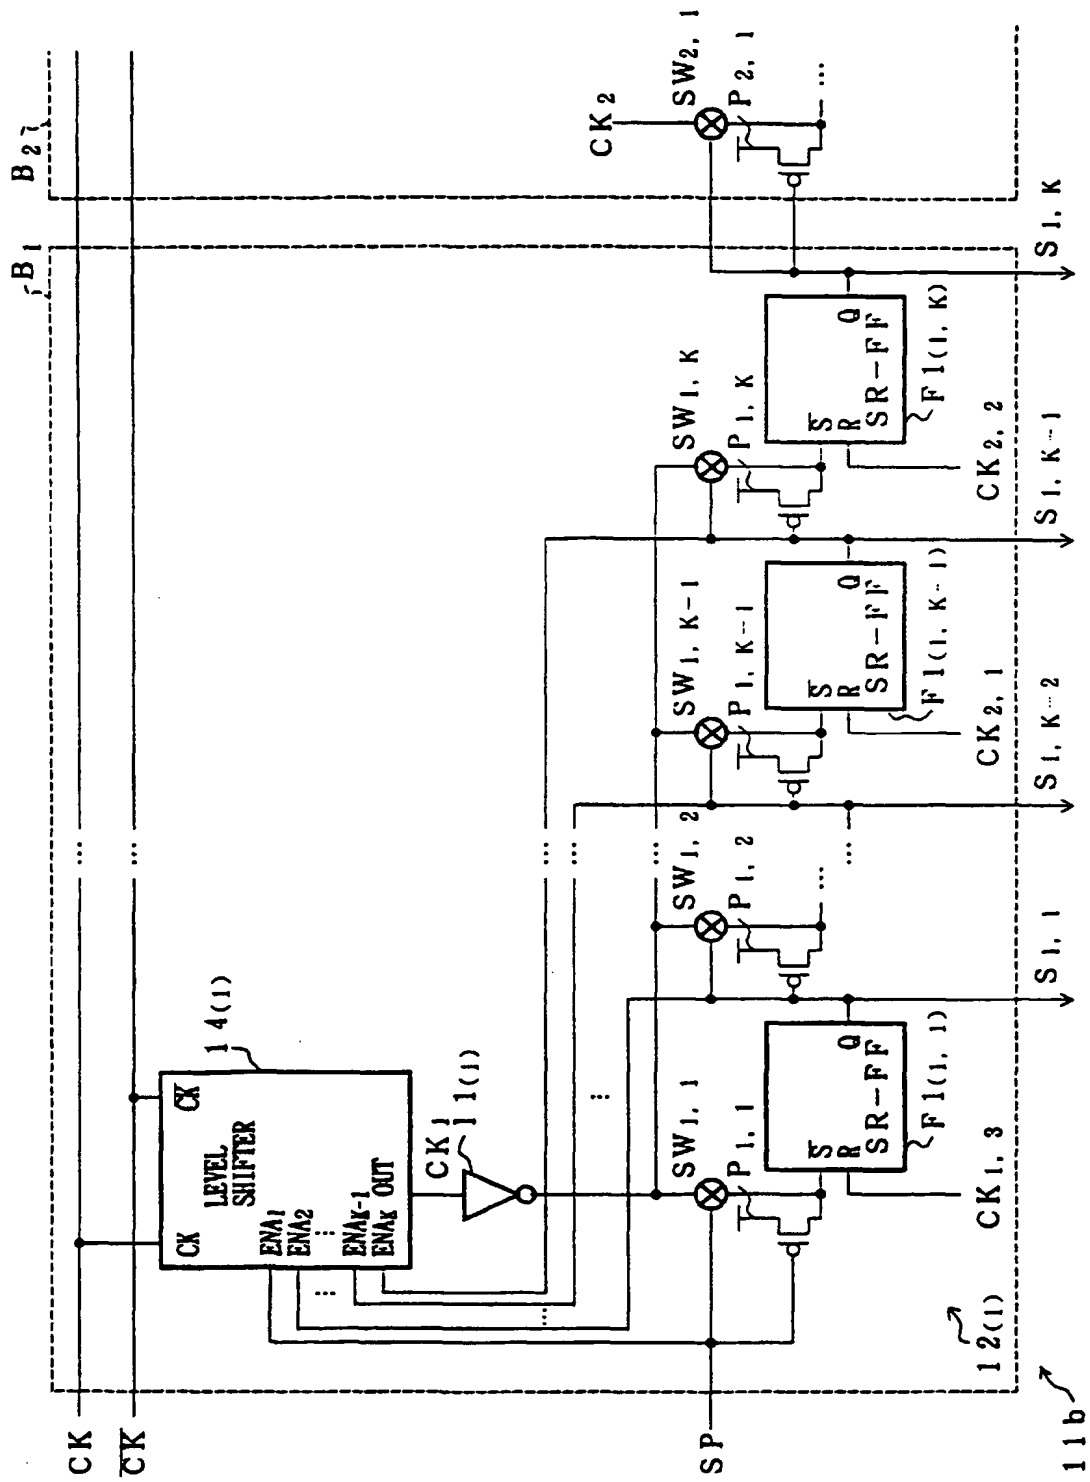 B2
B1
CK
C̅K̅
14(1)
CK
C̅K̅
LEVEL
SHIFTER
ENA1
ENA2
⋮
ENAK-1
ENAK
OUT
...
...
...
CK1
I1(1)
...
...
...
...
CK2
SP
SW1, 1
SW1, 2
SW1, K-1
SW1, K
SW2, 1
P1, 1
P1, 2
P1, K-1
P1, K
P2, 1
...
...
...
S̅
R
Q
SR-FF
S̅
R
Q
SR-FF
S̅
R
Q
SR-FF
F1(1, 1)
F1(1, K-1)
F1(1, K)
CK1, 3
CK2, 1
CK2, 2
12(1)
S1, 1
S1, K-2
S1, K-1
S1, K
11b